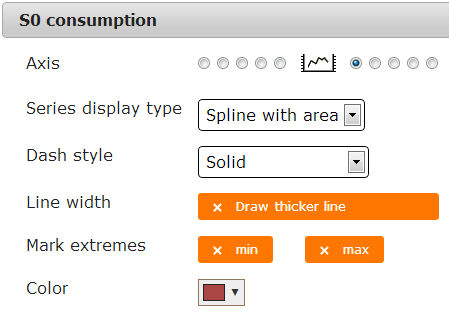 S0 consumption
Axis
Series display type Spline with area
Dash style Solid
Line width × Draw thicker line
Mark extremes × min × max
Color